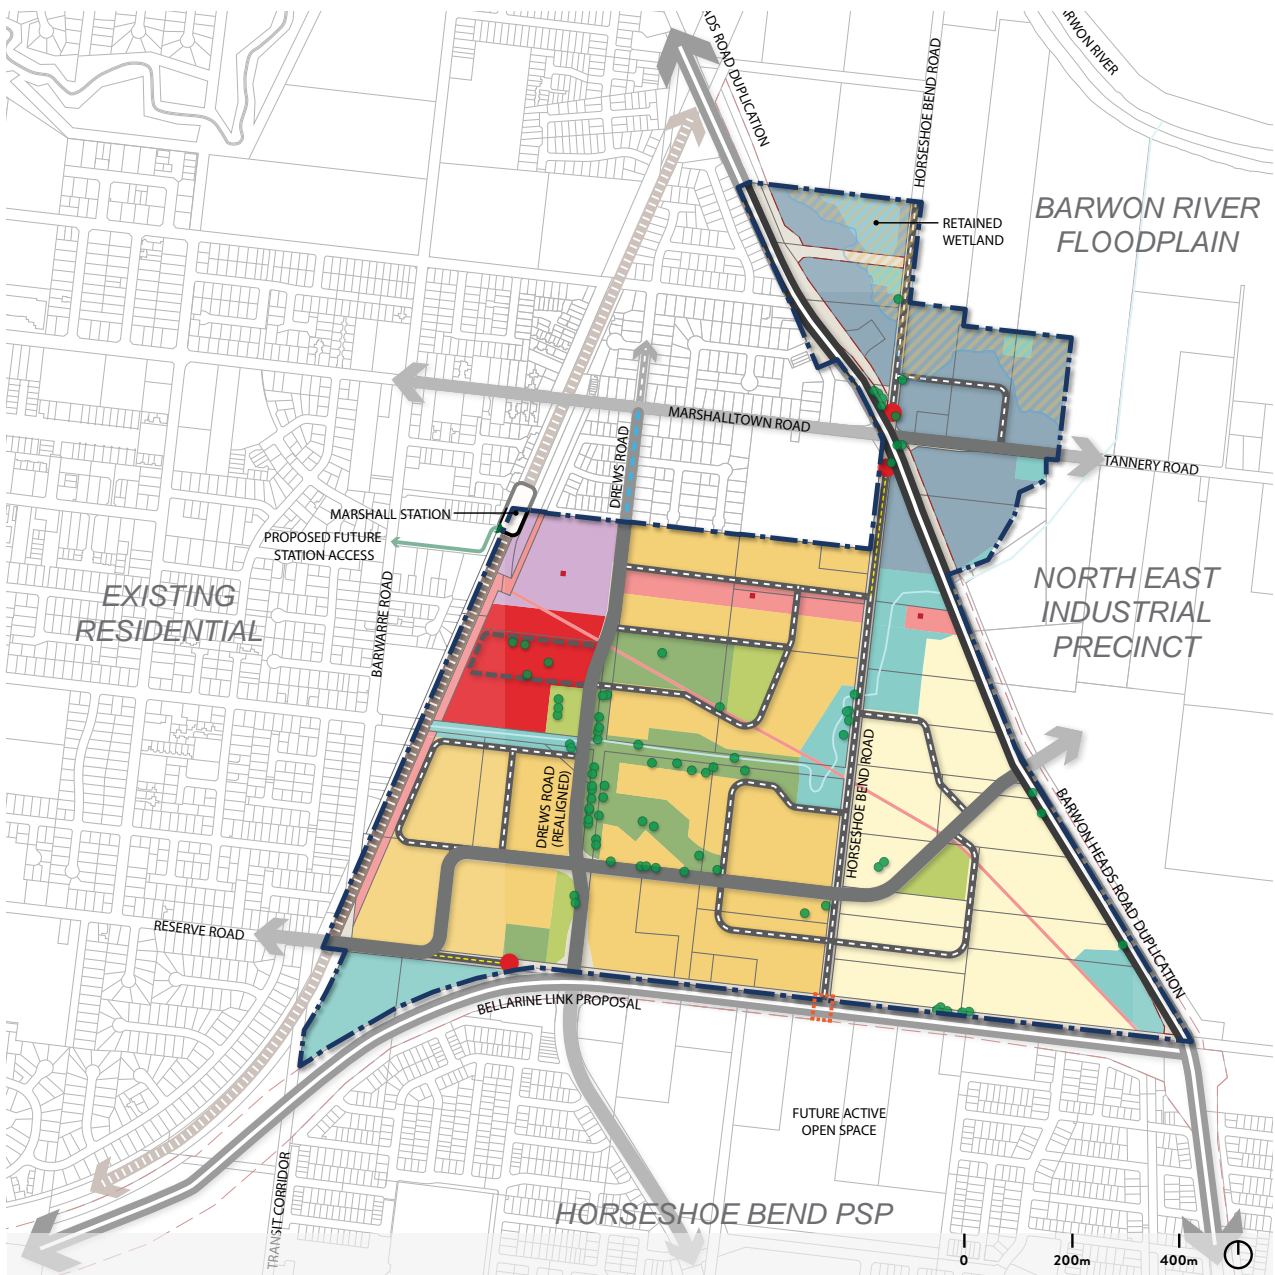 ADS ROAD DUPLICATION
HORSESHOE BEND ROAD
RWON RIVER
BARWON RIVER
FLOODPLAIN
RETAINED
WETLAND
MARSHALLTOWN ROAD
TANNERY ROAD
DREWS ROAD
MARSHALL STATION
PROPOSED FUTURE
STATION ACCESS
EXISTING
RESIDENTIAL
BARWARRE ROAD
NORTH EAST
INDUSTRIAL
PRECINCT
DREWS ROAD
(REALIGNED)
HORSESHOE BEND ROAD
BARWON HEADS ROAD DUPLICATION
RESERVE ROAD
BELLARINE LINK PROPOSAL
FUTURE ACTIVE
OPEN SPACE
TRANSIT CORRIDOR
HORSESHOE BEND PSP
0 200m 400m